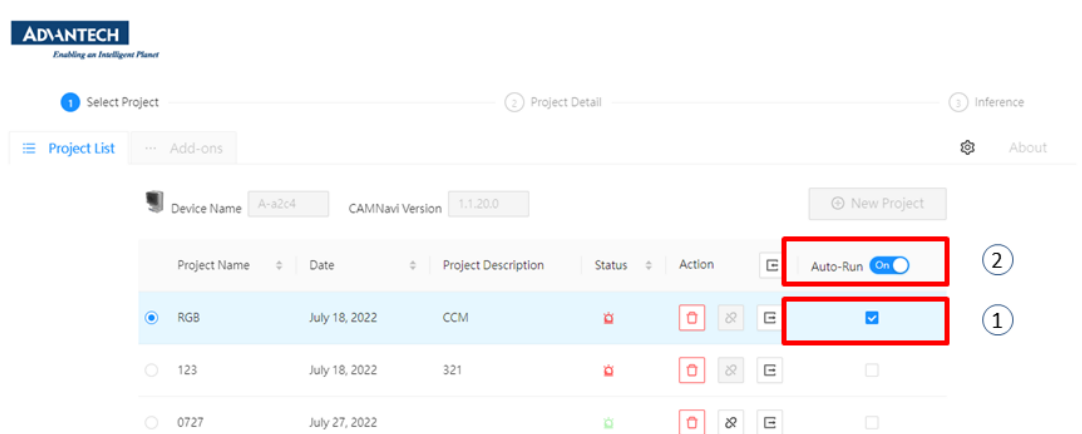 ADVANTECH
Enabling an Intelligent Planet
1 Select Project 2 Project Detail 3 Inference
Project List ··· Add-ons About
Device Name A-a2c4 CAMNavi Version 1.1.20.0 New Project
Project Name Date Project Description Status Action Auto-Run On 2
RGB July 18, 2022 CCM 1
123 July 18, 2022 321
0727 July 27, 2022